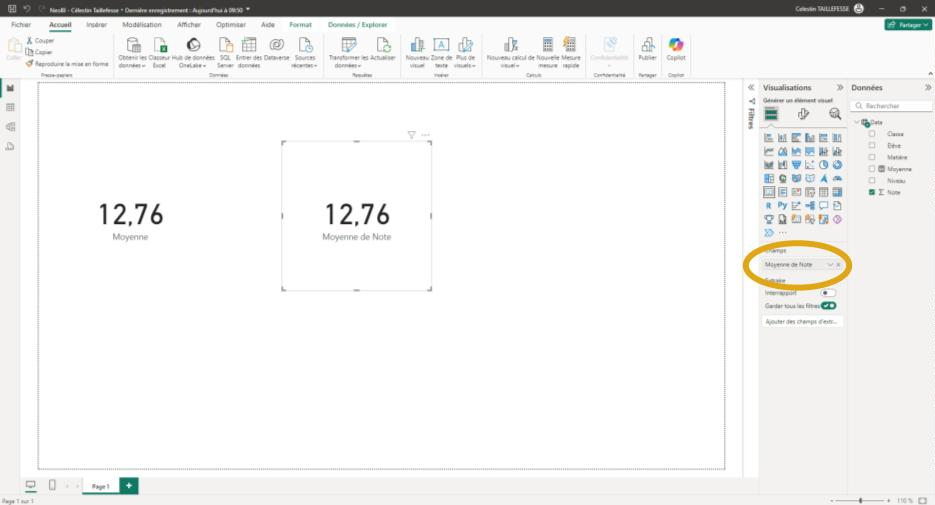 NeoBI - Célestin Taillefesse • Dernière enregistrement : Aujourd'hui à 09:50
Celestin TAILLEFESSE
Fichier Accueil Insérer Modélisation Afficher Optimiser Aide Format Données / Explorer
Partager
Coller
Couper
Copier
Reproduire la mise en forme
Obtenir les données
Classeur Excel
Hub de données OneLake
SQL Server
Entrer des données
Dataverse
Sources récentes
Transformer les données
Actualiser
Nouveau visuel
Zone de texte
Plus de visuels
Nouveau calcul de visuel
Nouvelle mesure
Mesure rapide
Confidentialité
Publier
Copilot
Presse-papiers
Données
Requêtes
Insérer
Calculs
Confidentialité
Partager
Copilot
12,76
Moyenne
12,76
Moyenne de Note
Filtres
Visualisations
Générer un élément visuel
Champs
Moyenne de Note
Extraire
Interrapport
Garder tous les filtres
Ajouter des champs d'extr...
Données
Rechercher
Data
Classe
Élève
Matière
Moyenne
Niveau
Note
Page 1
Page 1 sur 1
110 %